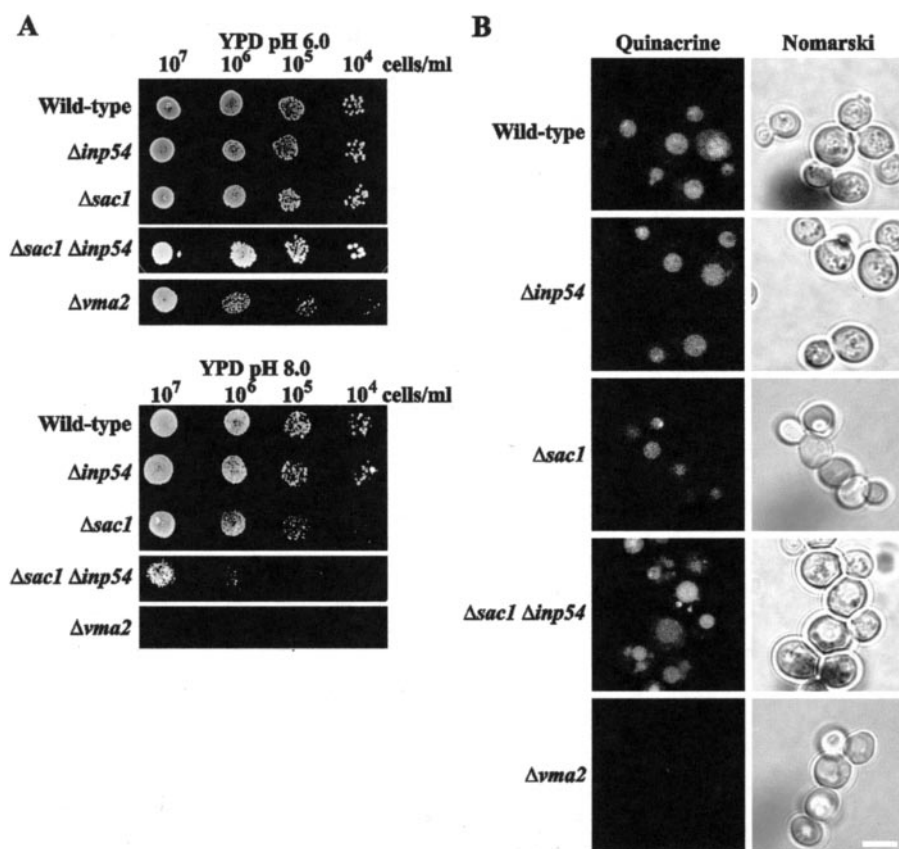 A
YPD pH 6.0
10⁷ 10⁶ 10⁵ 10⁴ cells/ml
Wild-type
Δinp54
Δsac1
Δsac1 Δinp54
Δvma2
YPD pH 8.0
10⁷ 10⁶ 10⁵ 10⁴ cells/ml
Wild-type
Δinp54
Δsac1
Δsac1 Δinp54
Δvma2
B
Quinacrine Nomarski
Wild-type
Δinp54
Δsac1
Δsac1 Δinp54
Δvma2